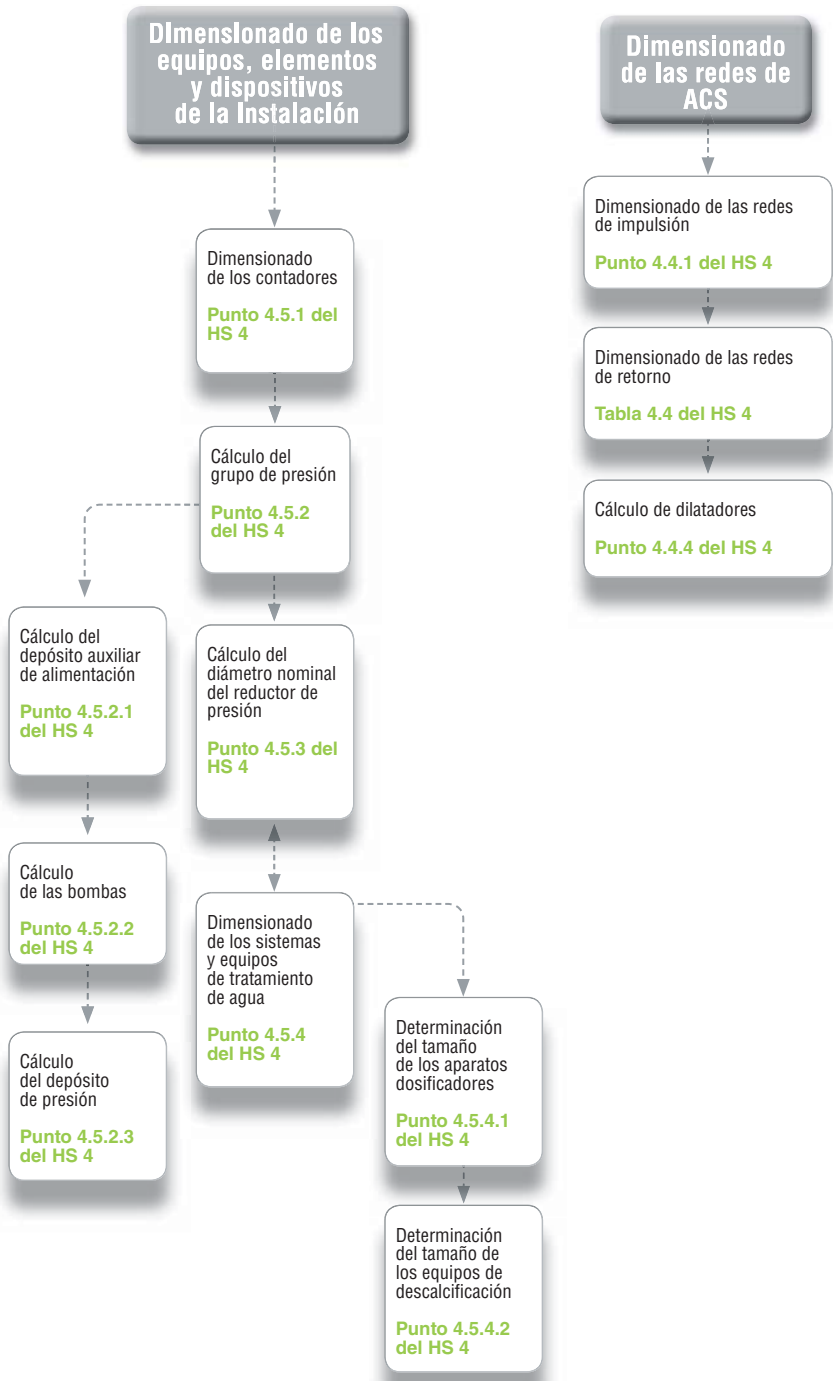 Dimensionado de los
equipos, elementos
y dispositivos
de la Instalación
Dimensionado
de los contadores
Punto 4.5.1 del
HS 4
Cálculo del
grupo de presión
Punto 4.5.2
del HS 4
Cálculo del
depósito auxiliar
de alimentación
Punto 4.5.2.1
del HS 4
Cálculo
de las bombas
Punto 4.5.2.2
del HS 4
Cálculo
del depósito
de presión
Punto 4.5.2.3
del HS 4
Cálculo del
diámetro nominal
del reductor de
presión
Punto 4.5.3 del
HS 4
Dimensionado
de los sistemas
y equipos
de tratamiento
de agua
Punto 4.5.4
del HS 4
Determinación
del tamaño
de los aparatos
dosificadores
Punto 4.5.4.1
del HS 4
Determinación
del tamaño de
los equipos de
descalcificación
Punto 4.5.4.2
del HS 4
Dimensionado
de las redes de
ACS
Dimensionado de las redes
de impulsión
Punto 4.4.1 del HS 4
Dimensionado de las redes
de retorno
Tabla 4.4 del HS 4
Cálculo de dilatadores
Punto 4.4.4 del HS 4